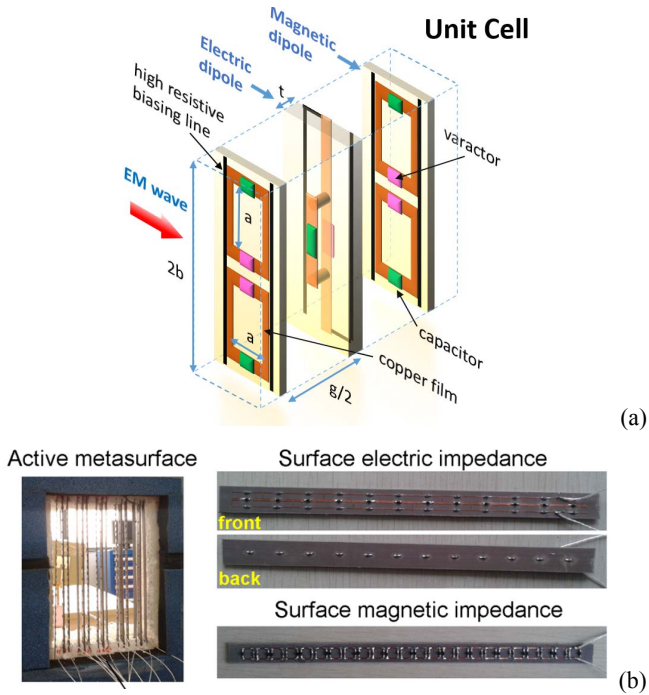 Unit Cell
Magnetic
dipole
Electric
dipole
t
high resistive
biasing line
EM wave
varactor
a
2b
a
capacitor
copper film
g/2
(a)
Active metasurface
Surface electric impedance
front
back
Surface magnetic impedance
(b)